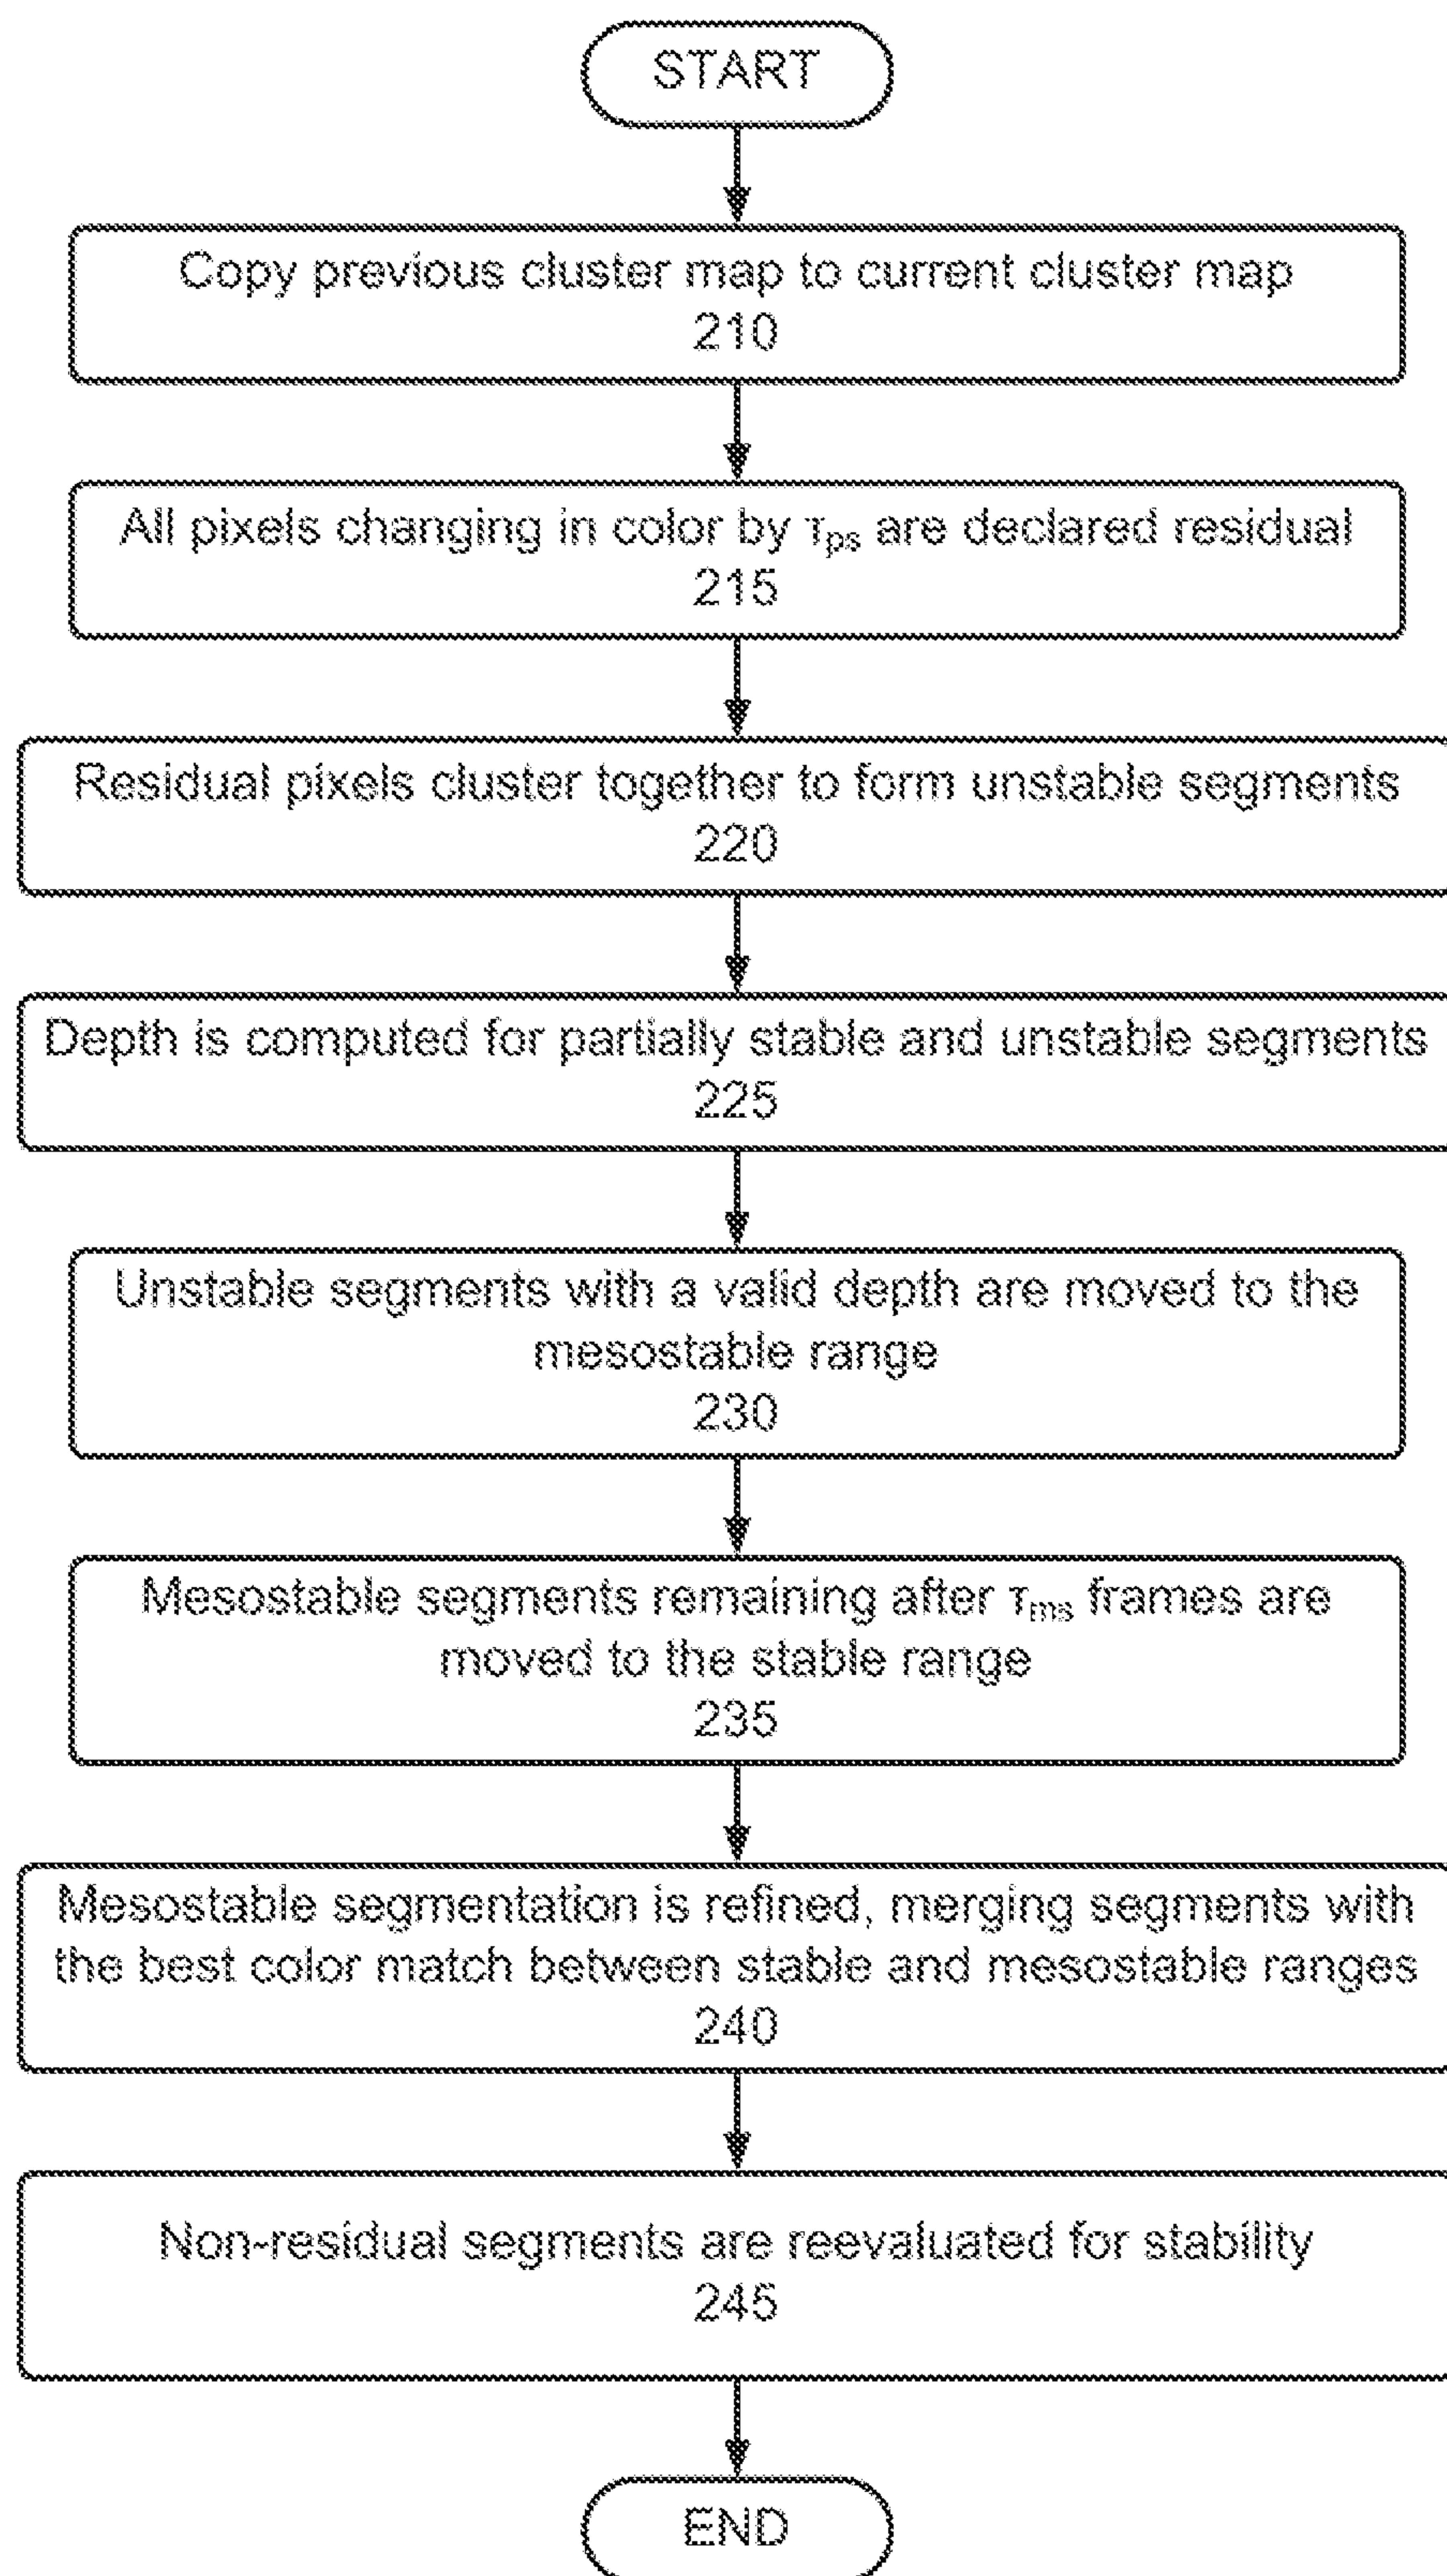 START
Copy previous cluster map to current cluster map
210
All pixels changing in color by τps are declared residual
215
Residual pixels cluster together to form unstable segments
220
Depth is computed for partially stable and unstable segments
225
Unstable segments with a valid depth are moved to the
mesostable range
230
Mesostable segments remaining after τms frames are
moved to the stable range
235
Mesostable segmentation is refined, merging segments with
the best color match between stable and mesostable ranges
240
Non-residual segments are reevaluated for stability
245
END